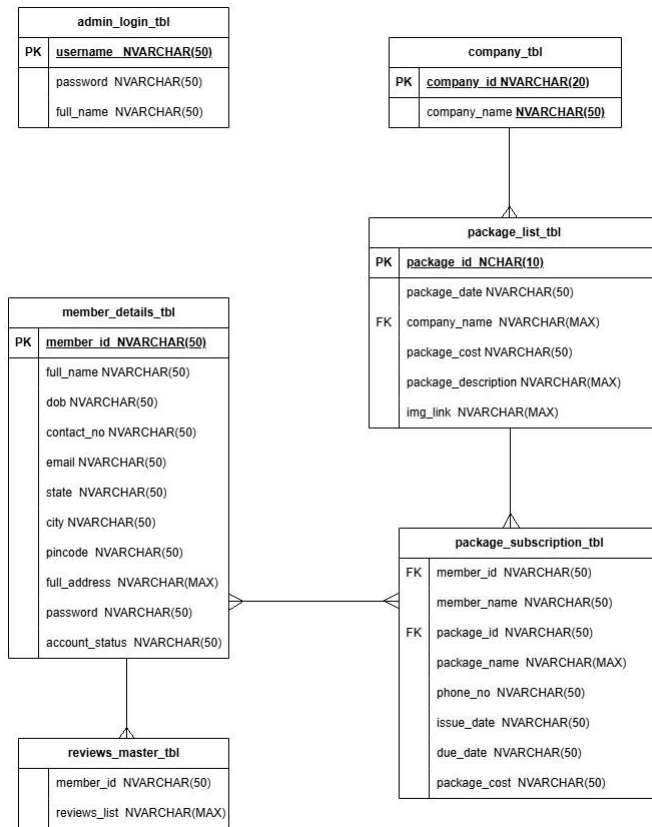 admin_login_tbl
PK username NVARCHAR(50)
password NVARCHAR(50)
full_name NVARCHAR(50)
company_tbl
PK company_id NVARCHAR(20)
company_name NVARCHAR(50)
package_list_tbl
PK package_id NCHAR(10)
package_date NVARCHAR(50)
FK company_name NVARCHAR(MAX)
package_cost NVARCHAR(50)
package_description NVARCHAR(MAX)
img_link NVARCHAR(MAX)
member_details_tbl
PK member_id NVARCHAR(50)
full_name NVARCHAR(50)
dob NVARCHAR(50)
contact_no NVARCHAR(50)
email NVARCHAR(50)
state NVARCHAR(50)
city NVARCHAR(50)
pincode NVARCHAR(50)
full_address NVARCHAR(MAX)
password NVARCHAR(50)
account_status NVARCHAR(50)
package_subscription_tbl
FK member_id NVARCHAR(50)
member_name NVARCHAR(50)
FK package_id NVARCHAR(50)
package_name NVARCHAR(MAX)
phone_no NVARCHAR(50)
issue_date NVARCHAR(50)
due_date NVARCHAR(50)
package_cost NVARCHAR(50)
reviews_master_tbl
member_id NVARCHAR(50)
reviews_list NVARCHAR(MAX)